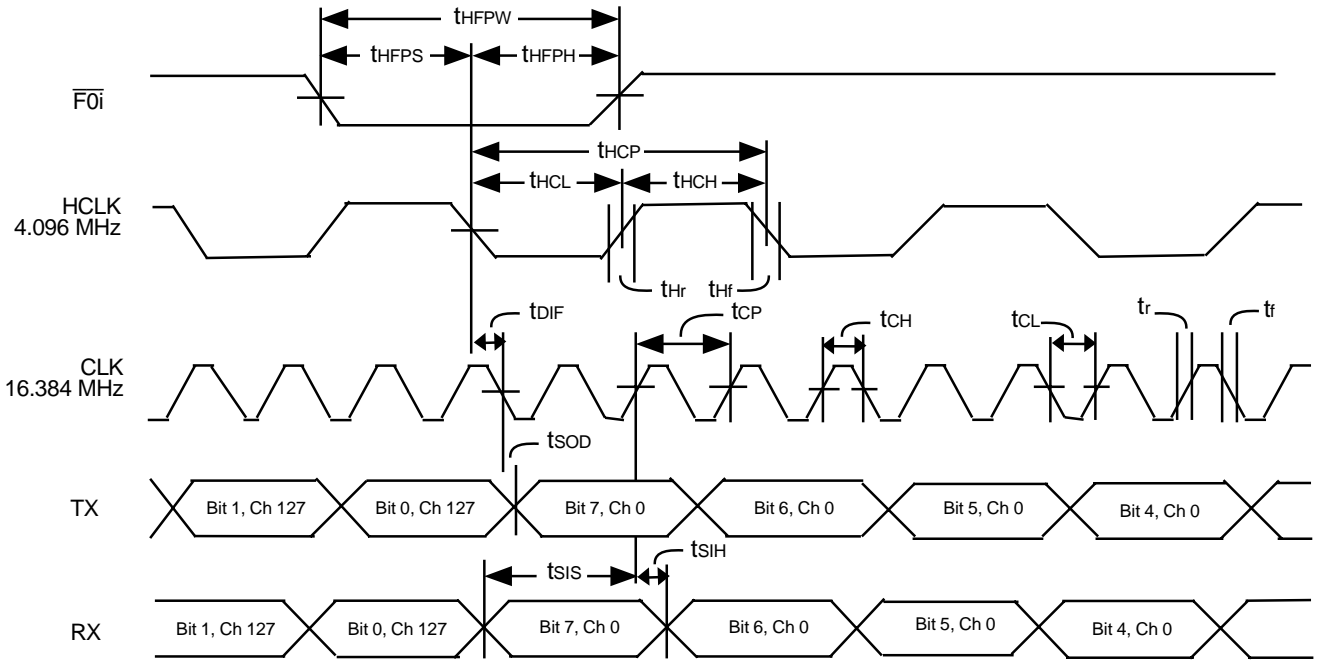 tHFPW
tHFPS tHFPH
F0i
tHCP
tHCL tHCH
HCLK
4.096 MHz
tHr tHf
tDIF tCP tCH tCL tr tf
CLK
16.384 MHz
tSOD
TX Bit 1, Ch 127 Bit 0, Ch 127 Bit 7, Ch 0 Bit 6, Ch 0 Bit 5, Ch 0 Bit 4, Ch 0
tSIS tSIH
RX Bit 1, Ch 127 Bit 0, Ch 127 Bit 7, Ch 0 Bit 6, Ch 0 Bit 5, Ch 0 Bit 4, Ch 0